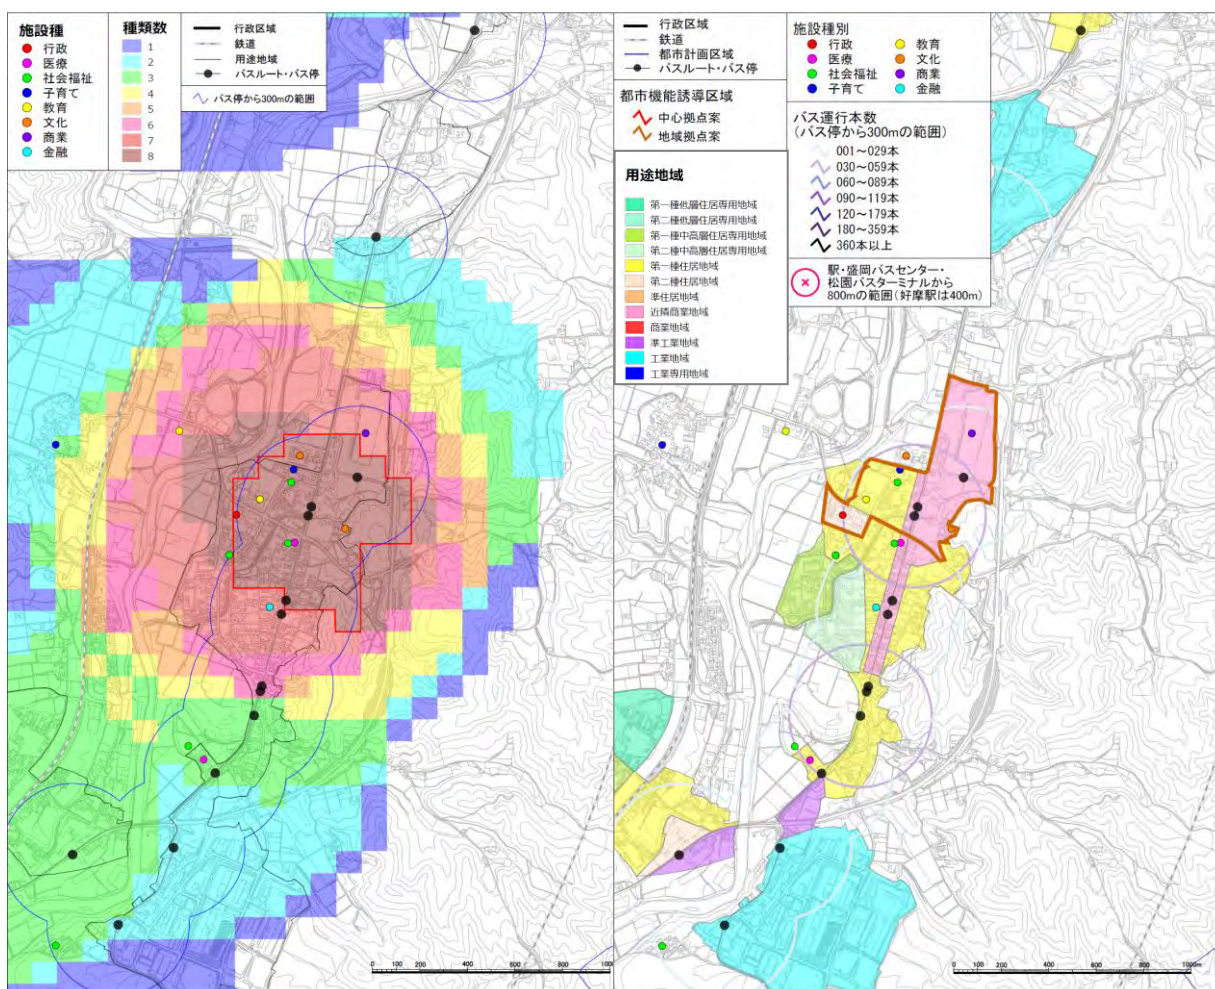 施設種
行政
医療
社会福祉
子育て
教育
文化
商業
金融
種類数
1
2
3
4
5
6
7
8
行政区域
鉄道
用途地域
バスルート・バス停
バス停から300mの範囲
0 200 400 600 800 1000
行政区域
鉄道
都市計画区域
バスルート・バス停
都市機能誘導区域
中心拠点案
地域拠点案
用途地域
第一種低層住居専用地域
第二種低層住居専用地域
第一種中高層住居専用地域
第二種中高層住居専用地域
第一種住居地域
第二種住居地域
準住居地域
近隣商業地域
商業地域
準工業地域
工業地域
工業専用地域
施設種別
行政
医療
社会福祉
子育て
教育
文化
商業
金融
バス運行本数
(バス停から300mの範囲)
001～029本
030～059本
060～089本
090～119本
120～179本
180～359本
360本以上
駅・盛岡バスセンター・
松園バスターミナルから
800mの範囲(好摩駅は400m)
0 200 400 600 800 1000m